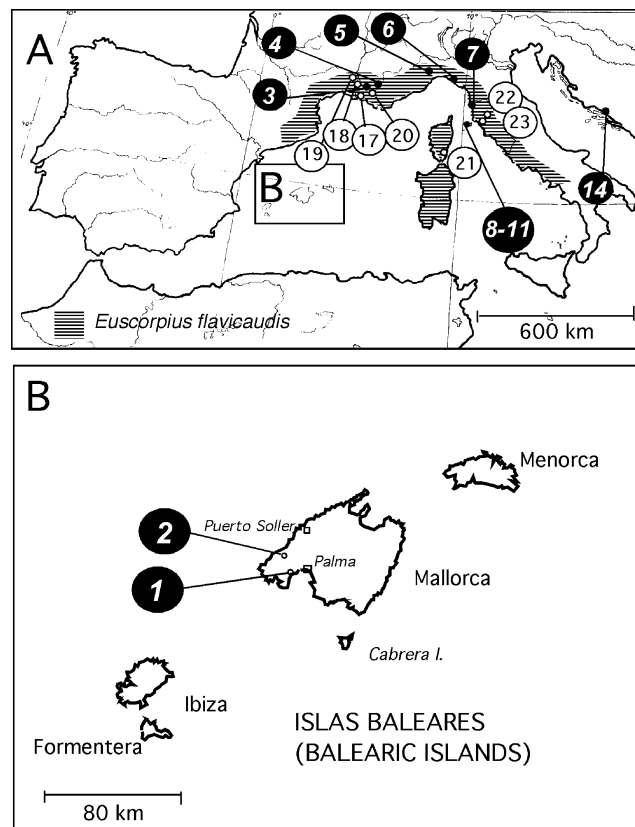 A
4
5
6
7
3
22
23
19
18
17
20
21
14
B
8-11
Euscorpius flavicaudis
600 km
B
Menorca
Puerto Soller
2
Palma
1
Mallorca
Cabrera I.
Ibiza
Formentera
ISLAS BALEARES
(BALEARIC ISLANDS)
80 km